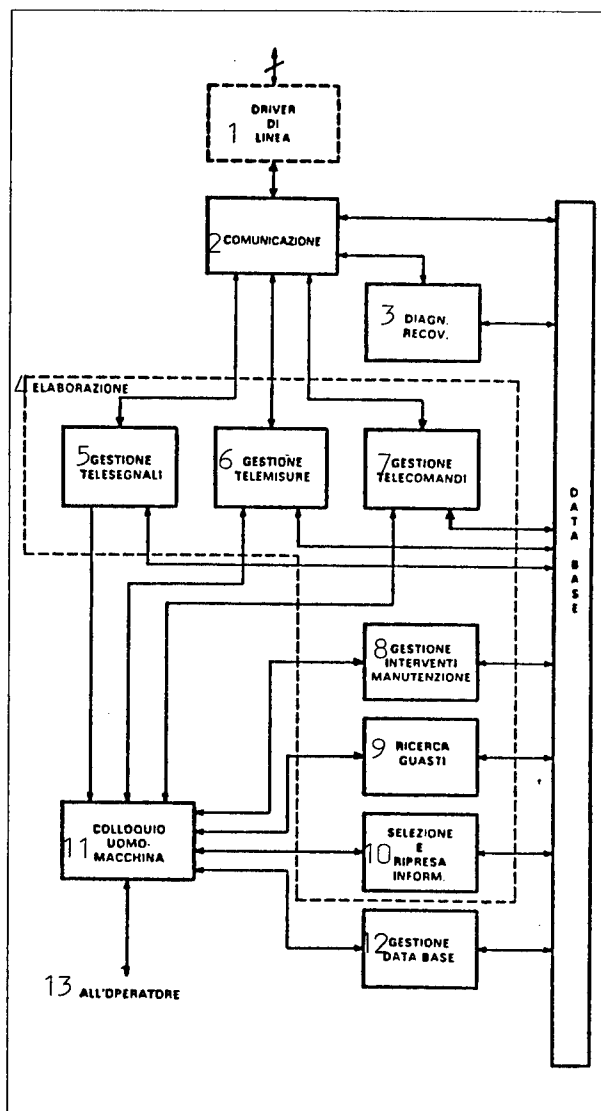 DRIVER
1 DI
LINEA
2 COMUNICAZIONE
3 DIAGN.
RECOV.
4 ELABORAZIONE
5 GESTIONE
TELESEGNALI
6 GESTIONE
TELEMISURE
7 GESTIONE
TELECOMANDI
DATA BASE
8 GESTIONE
INTERVENTI
MANUTENZIONE
9 RICERCA
GUASTI
COLLOQUIO
11 UOMO-
MACCHINA
SELEZIONE
10 E
RIPRESA
INFORM.
12 GESTIONE
DATA BASE
13 ALL'OPERATORE